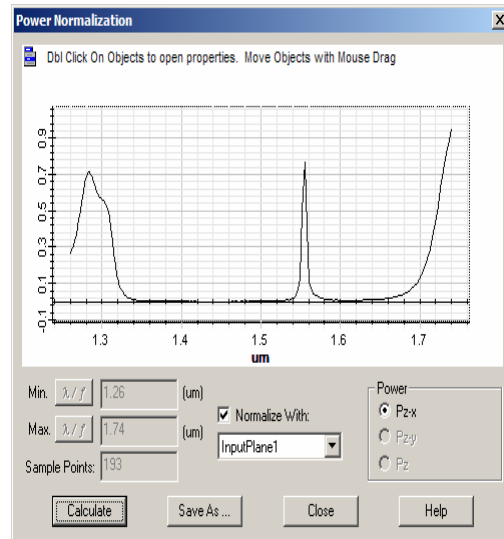 Power Normalization
Dbl Click On Objects to open properties. Move Objects with Mouse Drag
0.9
0.7
0.5
0.3
0.1
-0.1
1.3 1.4 1.5 1.6 1.7
um
Min. λ/f 1.26 (um)
Max. λ/f 1.74 (um)
Sample Points: 193
Normalize With:
InputPlane1
Power
Pz-x
Pz-y
Pz
Calculate Save As ... Close Help